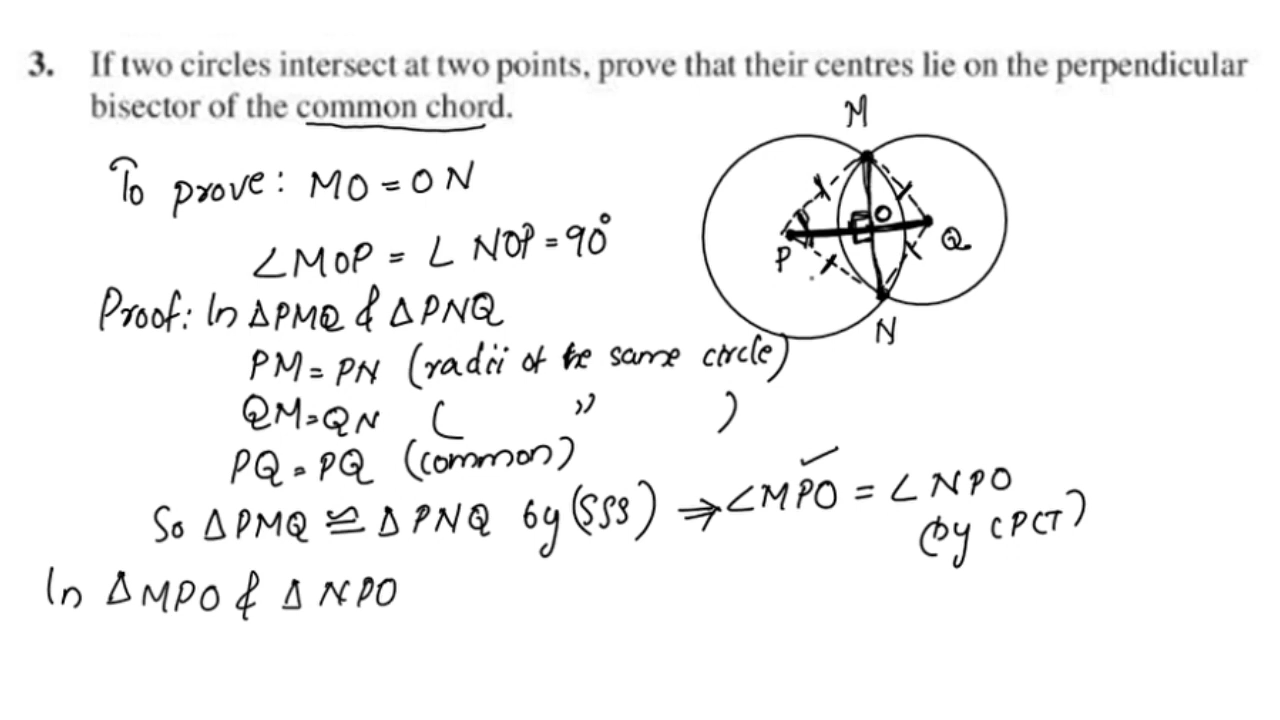 3. If two circles intersect at two points, prove that their centres lie on the perpendicular
bisector of the common chord.
M
To prove: MO = ON
O
P
Q
∠MOP = ∠NOP = 90°
Proof: In ΔPMQ & ΔPNQ
N
PM = PN (radii of the same circle)
QM = QN ( " )
PQ = PQ (common)
So ΔPMQ ≅ ΔPNQ by (SSS) ⇒ ∠MPO = ∠NPO
(by CPCT)
In ΔMPO & ΔNPO